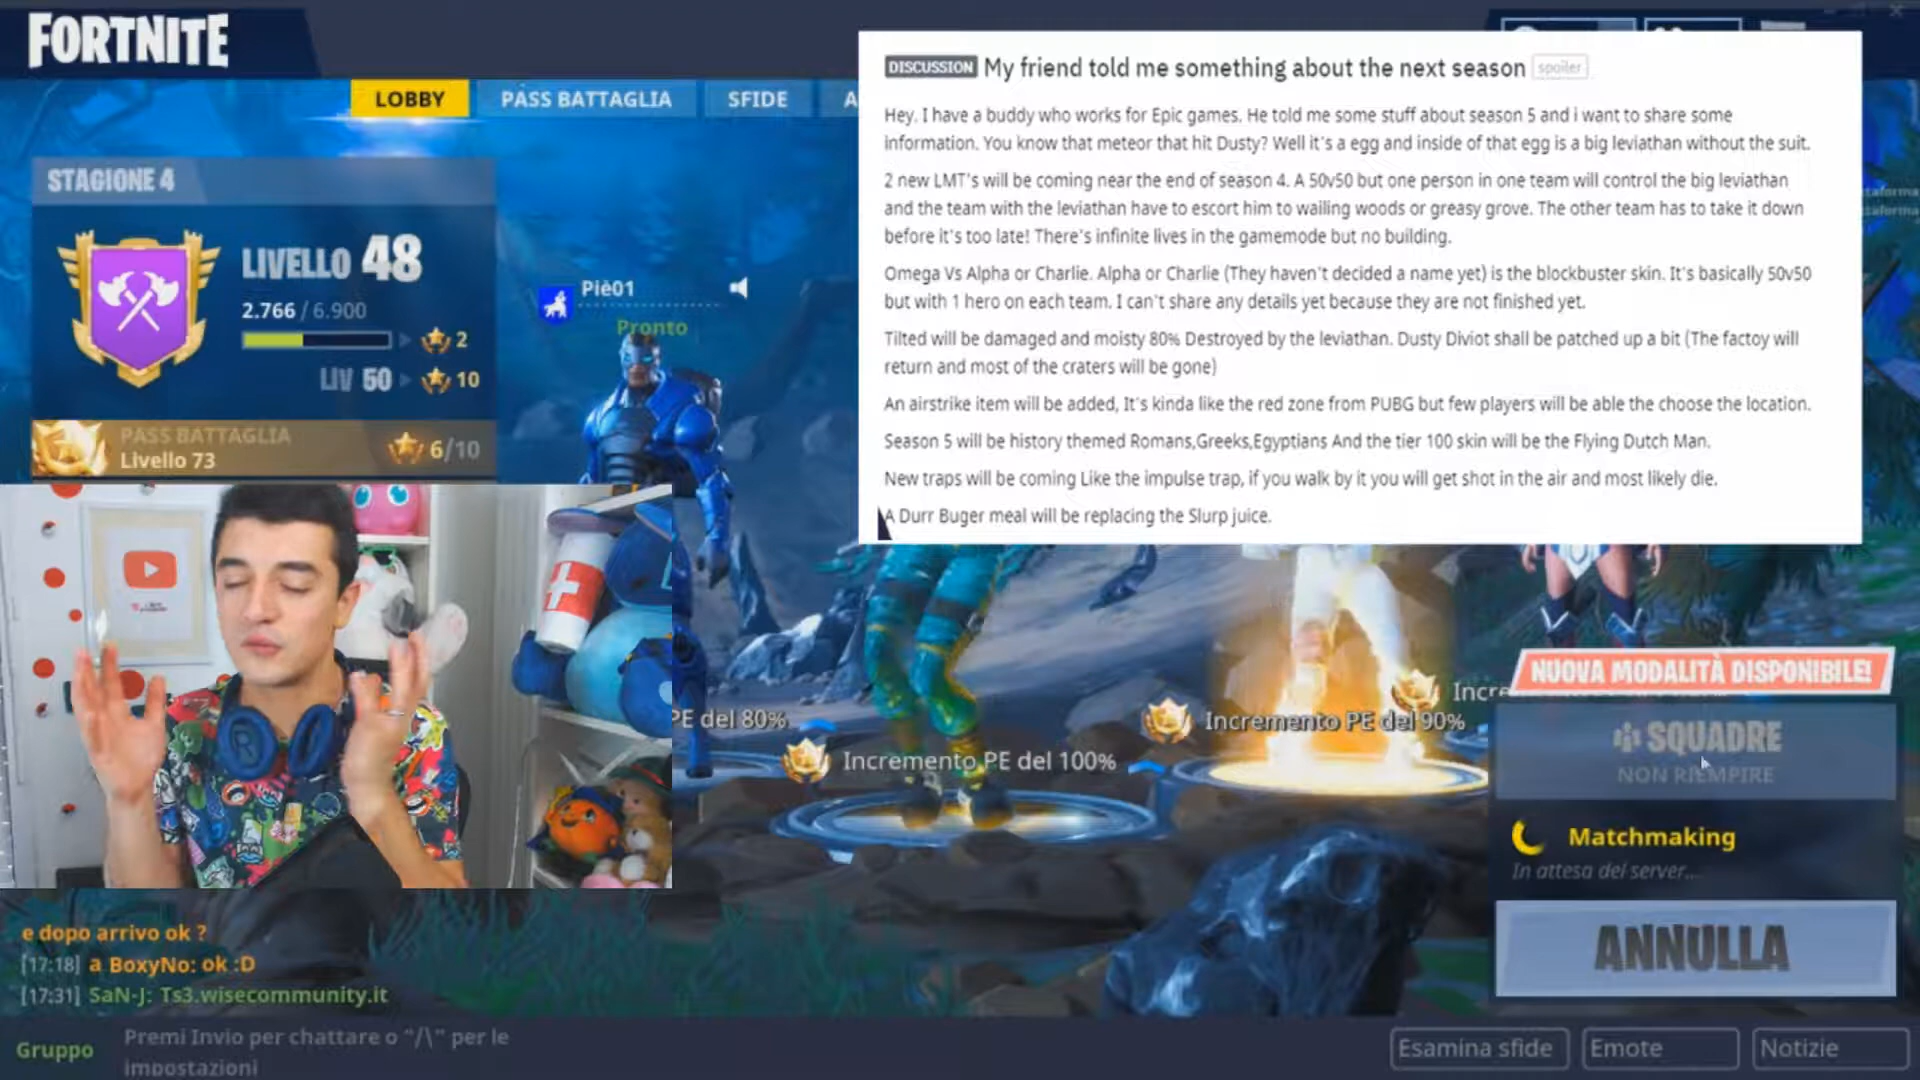 FORTNITE
LOBBY
PASS BATTAGLIA
SFIDE
A
STAGIONE 4
LIVELLO 48
2.766 / 6.900
2
LIV 50
10
PASS BATTAGLIA
Livello 73
6/10
Piè01
Pronto
DISCUSSION My friend told me something about the next season spoiler
Hey. I have a buddy who works for Epic games. He told me some stuff about season 5 and i want to share some
information. You know that meteor that hit Dusty? Well it's a egg and inside of that egg is a big leviathan without the suit.
2 new LMT's will be coming near the end of season 4. A 50v50 but one person in one team will control the big leviathan
and the team with the leviathan have to escort him to wailing woods or greasy grove. The other team has to take it down
before it's too late! There's infinite lives in the gamemode but no building.
Omega Vs Alpha or Charlie. Alpha or Charlie (They haven't decided a name yet) is the blockbuster skin. It's basically 50v50
but with 1 hero on each team. I can't share any details yet because they are not finished yet.
Tilted will be damaged and moisty 80% Destroyed by the leviathan. Dusty Diviot shall be patched up a bit (The factoy will
return and most of the craters will be gone)
An airstrike item will be added, It's kinda like the red zone from PUBG but few players will be able the choose the location.
Season 5 will be history themed Romans,Greeks,Egyptians And the tier 100 skin will be the Flying Dutch Man.
New traps will be coming Like the impulse trap, if you walk by it you will get shot in the air and most likely die.
A Durr Buger meal will be replacing the Slurp juice.
PE del 80%
Incremento PE del 100%
Incremento PE del 90%
Incre
NUOVA MODALITÀ DISPONIBILE!
SQUADRE
NON RIEMPIRE
Matchmaking
In attesa del server...
ANNULLA
e dopo arrivo ok ?
[17:18] a BoxyNo: ok :D
[17:31] SaN-J: Ts3.wisecommunity.it
Gruppo
Premi Invio per chattare o "/\" per le
impostazioni
Esamina sfide
Emote
Notizie